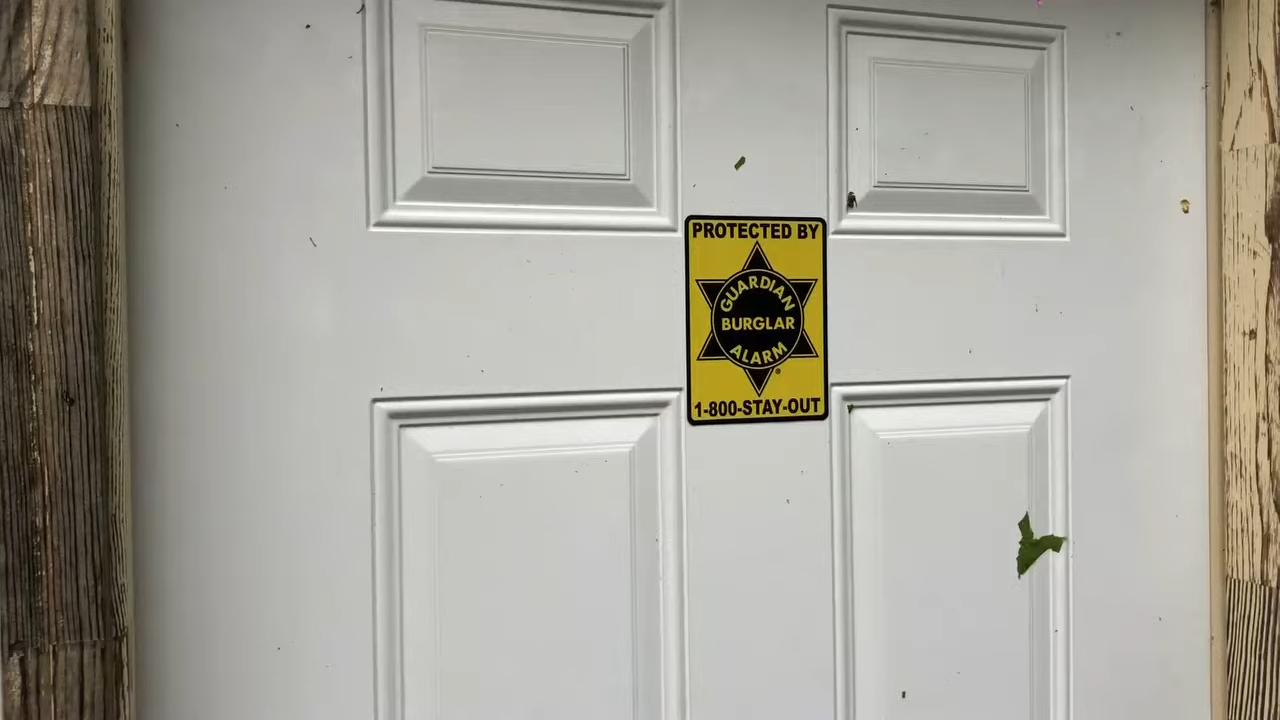 PROTECTED BY
GUARDIAN
BURGLAR
ALARM
®
1-800-STAY-OUT